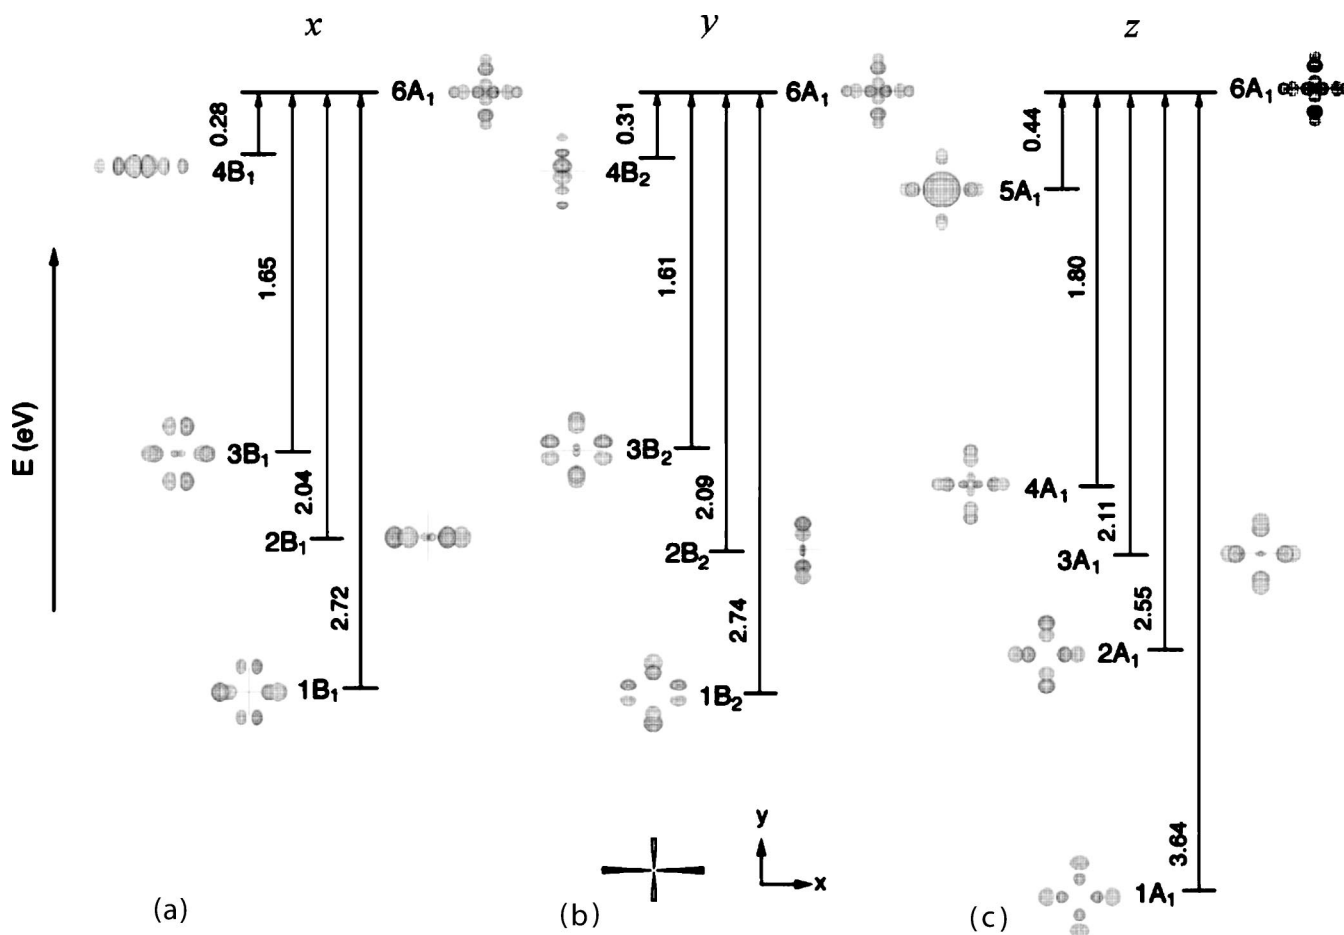 x
y
z
6A₁
6A₁
6A₁
0.28
0.31
0.44
4B₁
4B₂
5A₁
1.65
1.61
1.80
E (eV)
3B₁
3B₂
4A₁
2.04
2.09
2.11
2B₁
2B₂
3A₁
2.72
2.74
2.55
2A₁
1B₁
1B₂
y
x
3.64
1A₁
(a)
(b)
(c)